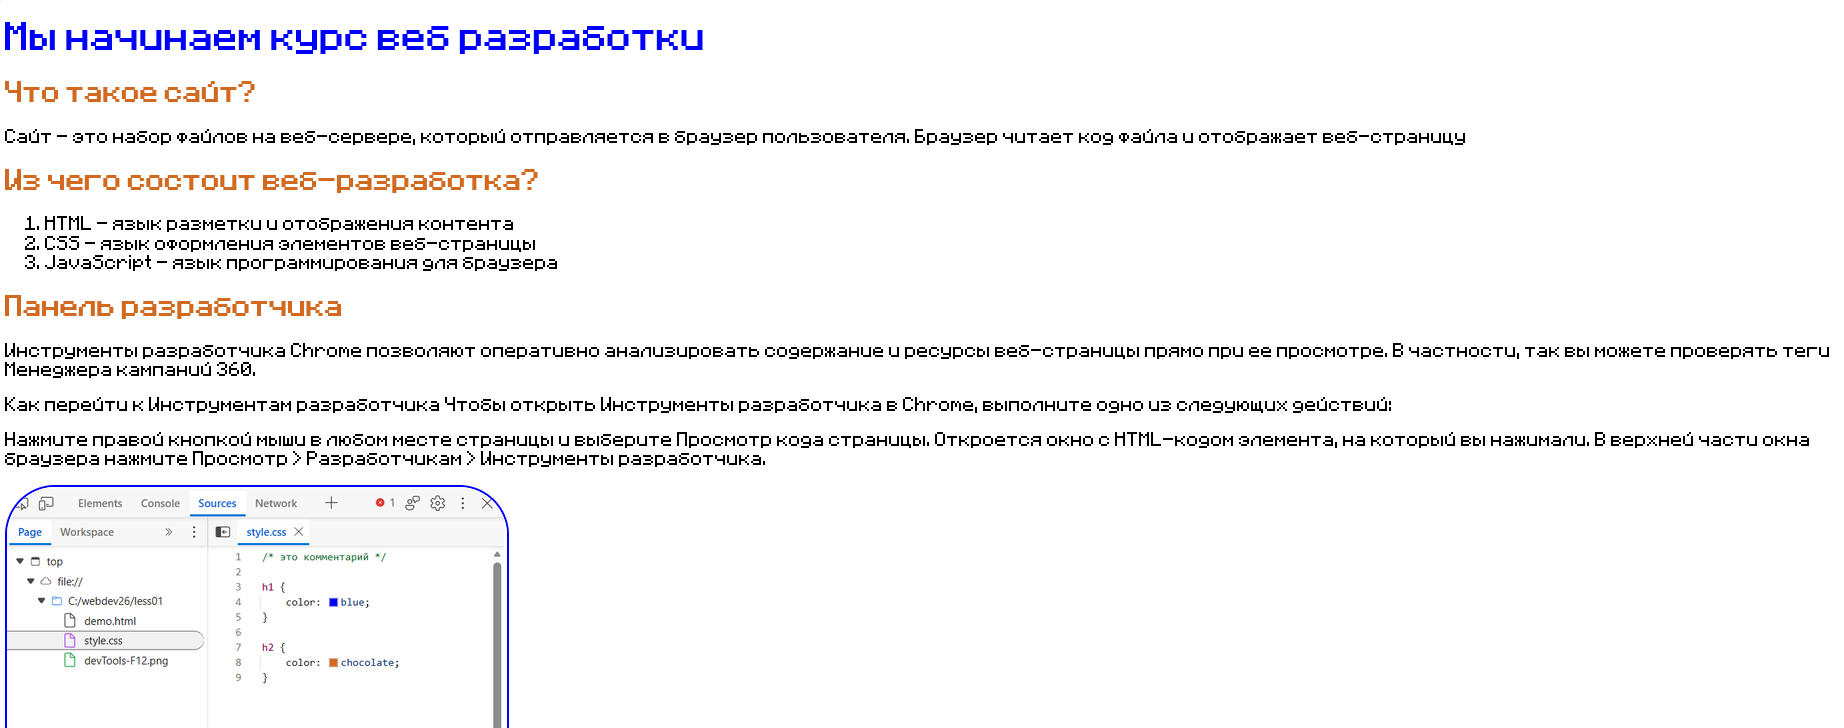 Мы начинаем курс веб разработки
Что такое сайт?
Сайт - это набор файлов на веб-сервере, который отправляется в браузер пользователя. Браузер читает код файла и отображает веб-страницу
Из чего состоит веб-разработка?
1. HTML - язык разметки и отображения контента
2. CSS - язык оформления элементов веб-страницы
3. JavaScript - язык программирования для браузера
Панель разработчика
Инструменты разработчика Chrome позволяют оперативно анализировать содержание и ресурсы веб-страницы прямо при ее просмотре. В частности, так вы можете проверять теги
Менеджера кампаний 360.
Как перейти к Инструментам разработчика Чтобы открыть Инструменты разработчика в Chrome, выполните одно из следующих действий:
Нажмите правой кнопкой мыши в любом месте страницы и выберите Просмотр кода страницы. Откроется окно с HTML-кодом элемента, на который вы нажимали. В верхней части окна
браузера нажмите Просмотр > Разработчикам > Инструменты разработчика.
Elements Console Sources Network 1
Page Workspace » style.css
top
file://
C:/webdev26/less01
demo.html
style.css
devTools-F12.png
1 /* это комментарий */
2
3 h1 {
4 color: blue;
5 }
6
7 h2 {
8 color: chocolate;
9 }